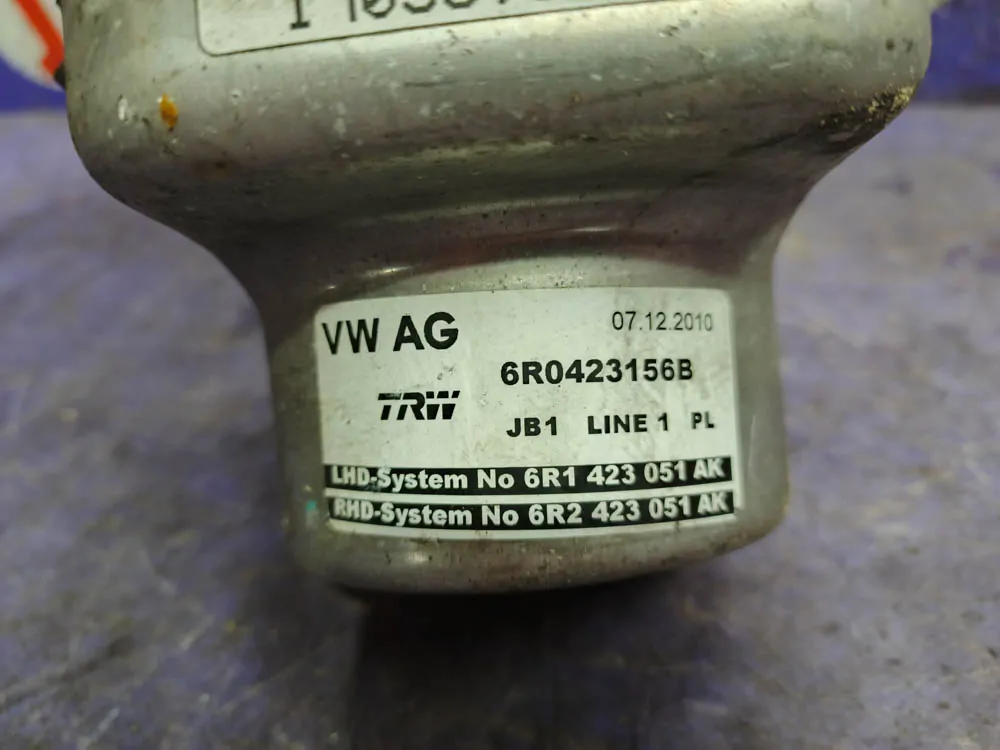 VW AG
07.12.2010
6R0423156B
TRW
JB1 LINE 1 PL
LHD-System No 6R1 423 051 AK
RHD-System No 6R2 423 051 AK